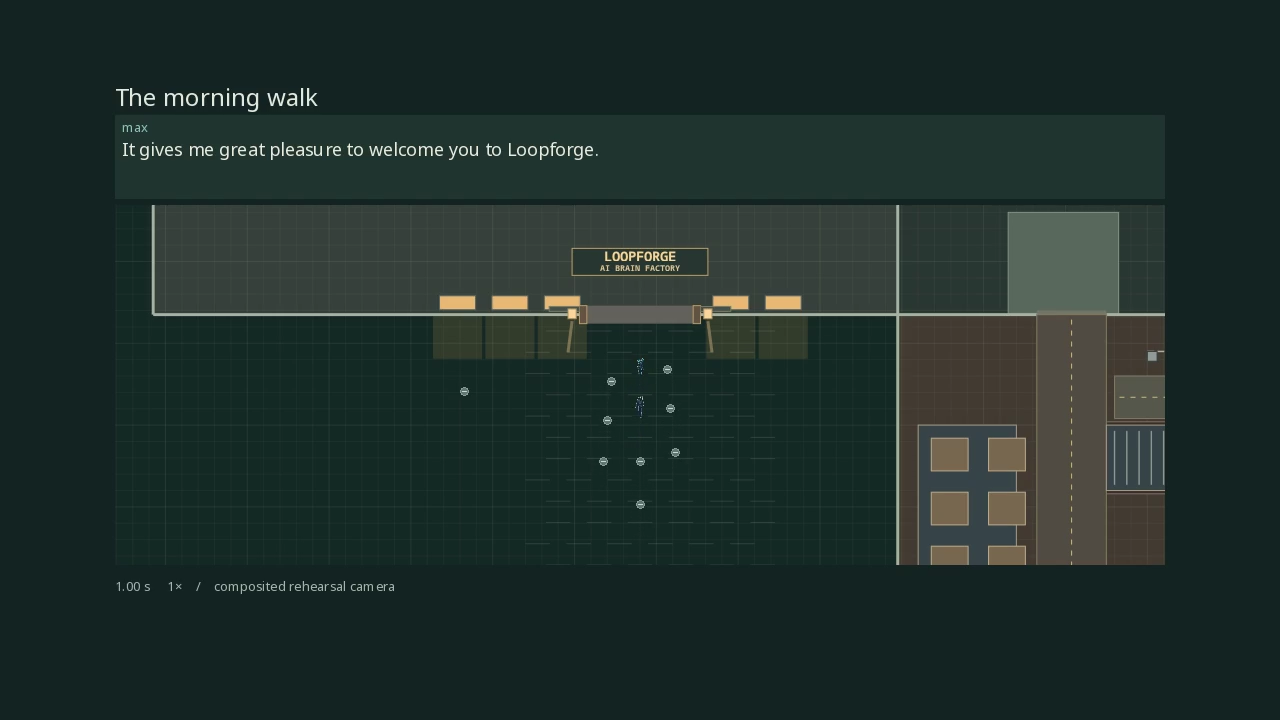 The morning walk
max
It gives me great pleasure to welcome you to Loopforge.
LOOPFORGE
AI BRAIN FACTORY
1.00 s 1× / composited rehearsal camera